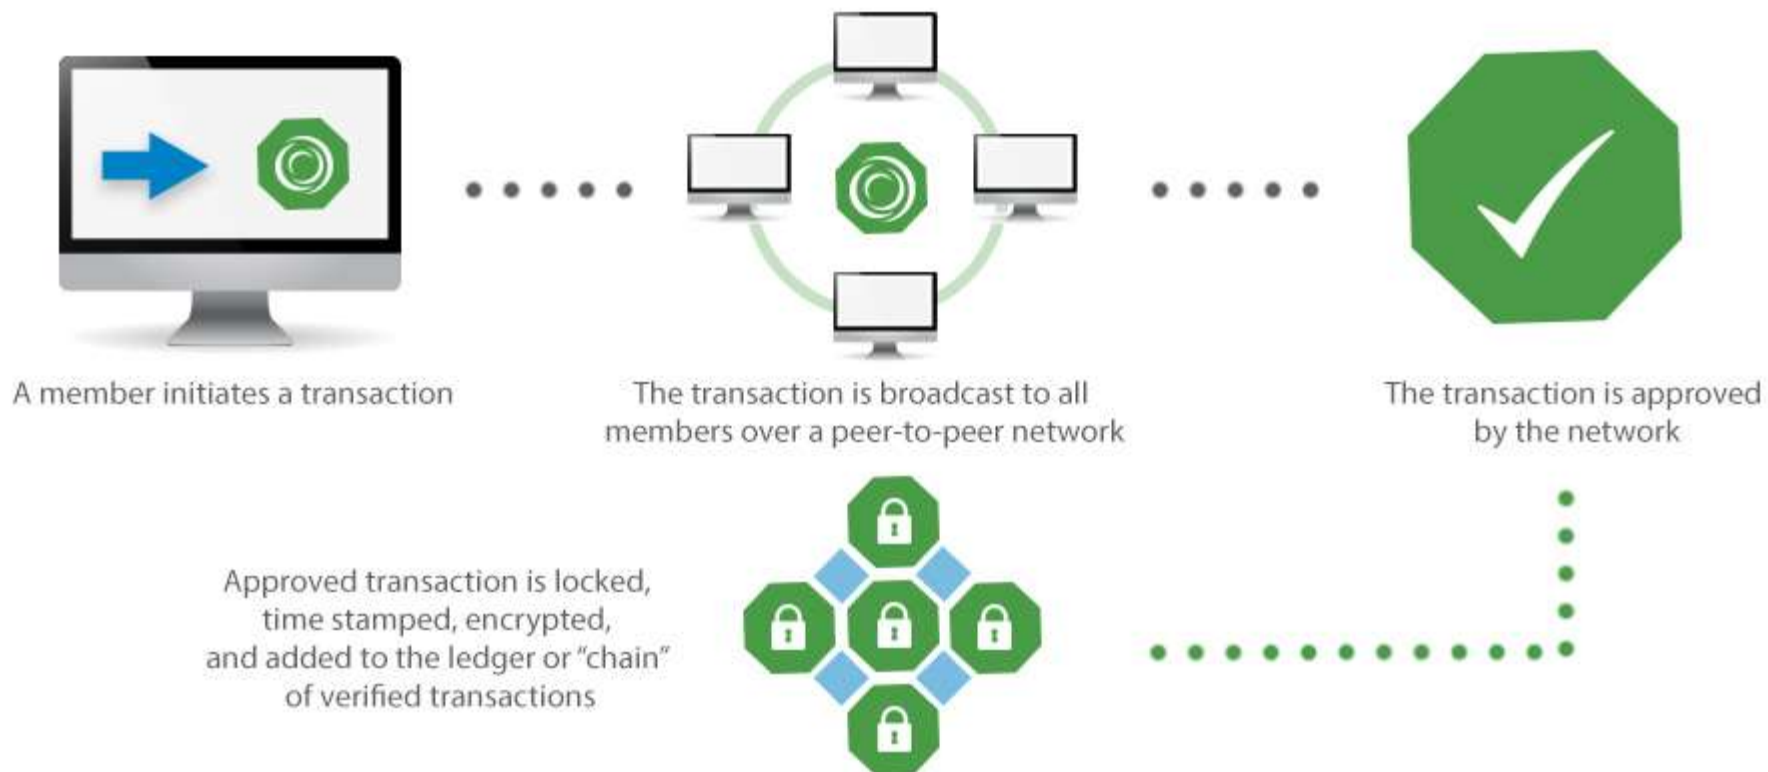 A member initiates a transaction
The transaction is broadcast to all
members over a peer-to-peer network
The transaction is approved
by the network
Approved transaction is locked,
time stamped, encrypted,
and added to the ledger or “chain”
of verified transactions